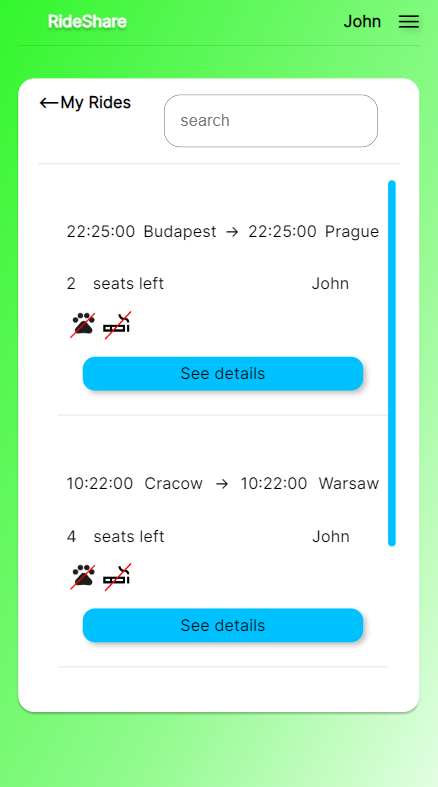 RideShare John
←My Rides search
22:25:00 Budapest → 22:25:00 Prague
2 seats left John
See details
10:22:00 Cracow → 10:22:00 Warsaw
4 seats left John
See details